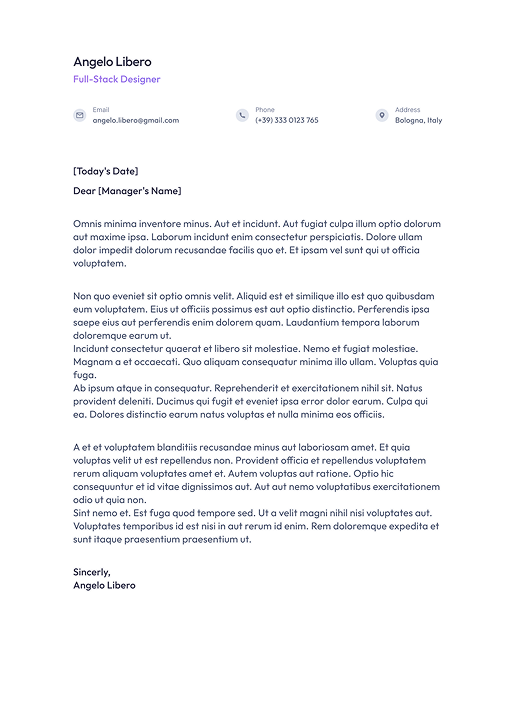 Angelo Libero
Full-Stack Designer
Email
angelo.libero@gmail.com
Phone
(+39) 333 0123 765
Address
Bologna, Italy
[Today's Date]
Dear [Manager's Name]
Omnis minima inventore minus. Aut et incidunt. Aut fugiat culpa illum optio dolorum
aut maxime ipsa. Laborum incidunt enim consectetur perspiciatis. Dolore ullam
dolor impedit dolorum recusandae facilis quo et. Et ipsam vel sunt qui ut officia
voluptatem.
Non quo eveniet sit optio omnis velit. Aliquid est et similique illo est quo quibusdam
eum voluptatem. Eius ut officiis possimus est aut optio distinctio. Perferendis ipsa
saepe eius aut perferendis enim dolorem quam. Laudantium tempora laborum
doloremque earum ut.
Incidunt consectetur quaerat et libero sit molestiae. Nemo et fugiat molestiae.
Magnam a et occaecati. Quo aliquam consequatur minima illo ullam. Voluptas quia
fuga.
Ab ipsum atque in consequatur. Reprehenderit et exercitationem nihil sit. Natus
provident deleniti. Ducimus qui fugit et eveniet ipsa error dolor earum. Culpa qui
ea. Dolores distinctio earum natus voluptas et nulla minima eos officiis.
A et et voluptatem blanditiis recusandae minus aut laboriosam amet. Et quia
voluptas velit ut est repellendus non. Provident officia et repellendus voluptatem
rerum aliquam voluptates amet et. Autem voluptas aut ratione. Optio hic
consequuntur et id vitae dignissimos aut. Aut aut nemo voluptatibus exercitationem
odio ut quia non.
Sint nemo et. Est fuga quod tempore sed. Ut a velit magni nihil nisi voluptates aut.
Voluptates temporibus id est nisi in aut rerum id enim. Rem doloremque expedita et
sunt itaque praesentium praesentium ut.
Sincerly,
Angelo Libero